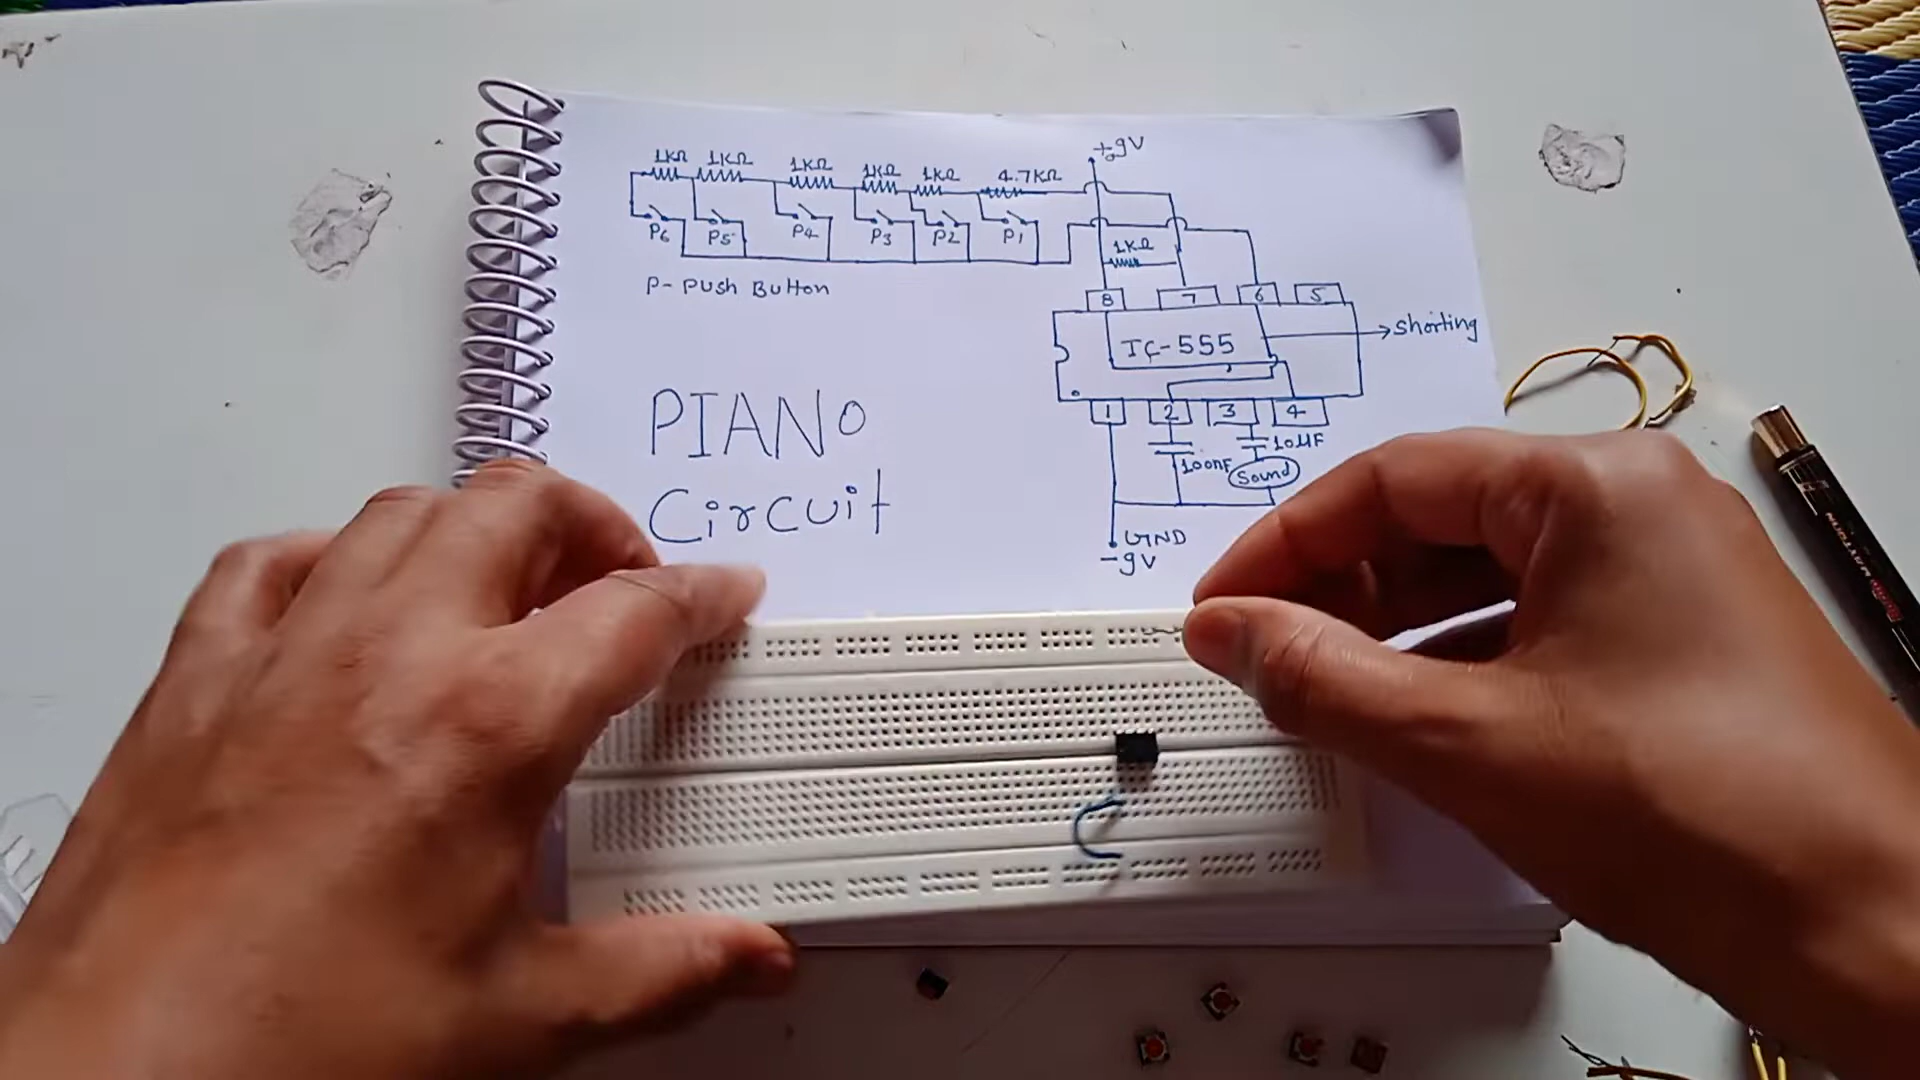 1KΩ 1KΩ 1KΩ 1KΩ 1KΩ 4.7KΩ +9V
P6 P5 P4 P3 P2 P1
1KΩ
P- Push Button
8 7 6 5
IC-555
Shorting
1 2 3 4
100nF
10µF
Sound
GND
-9V
PIANO
Circuit